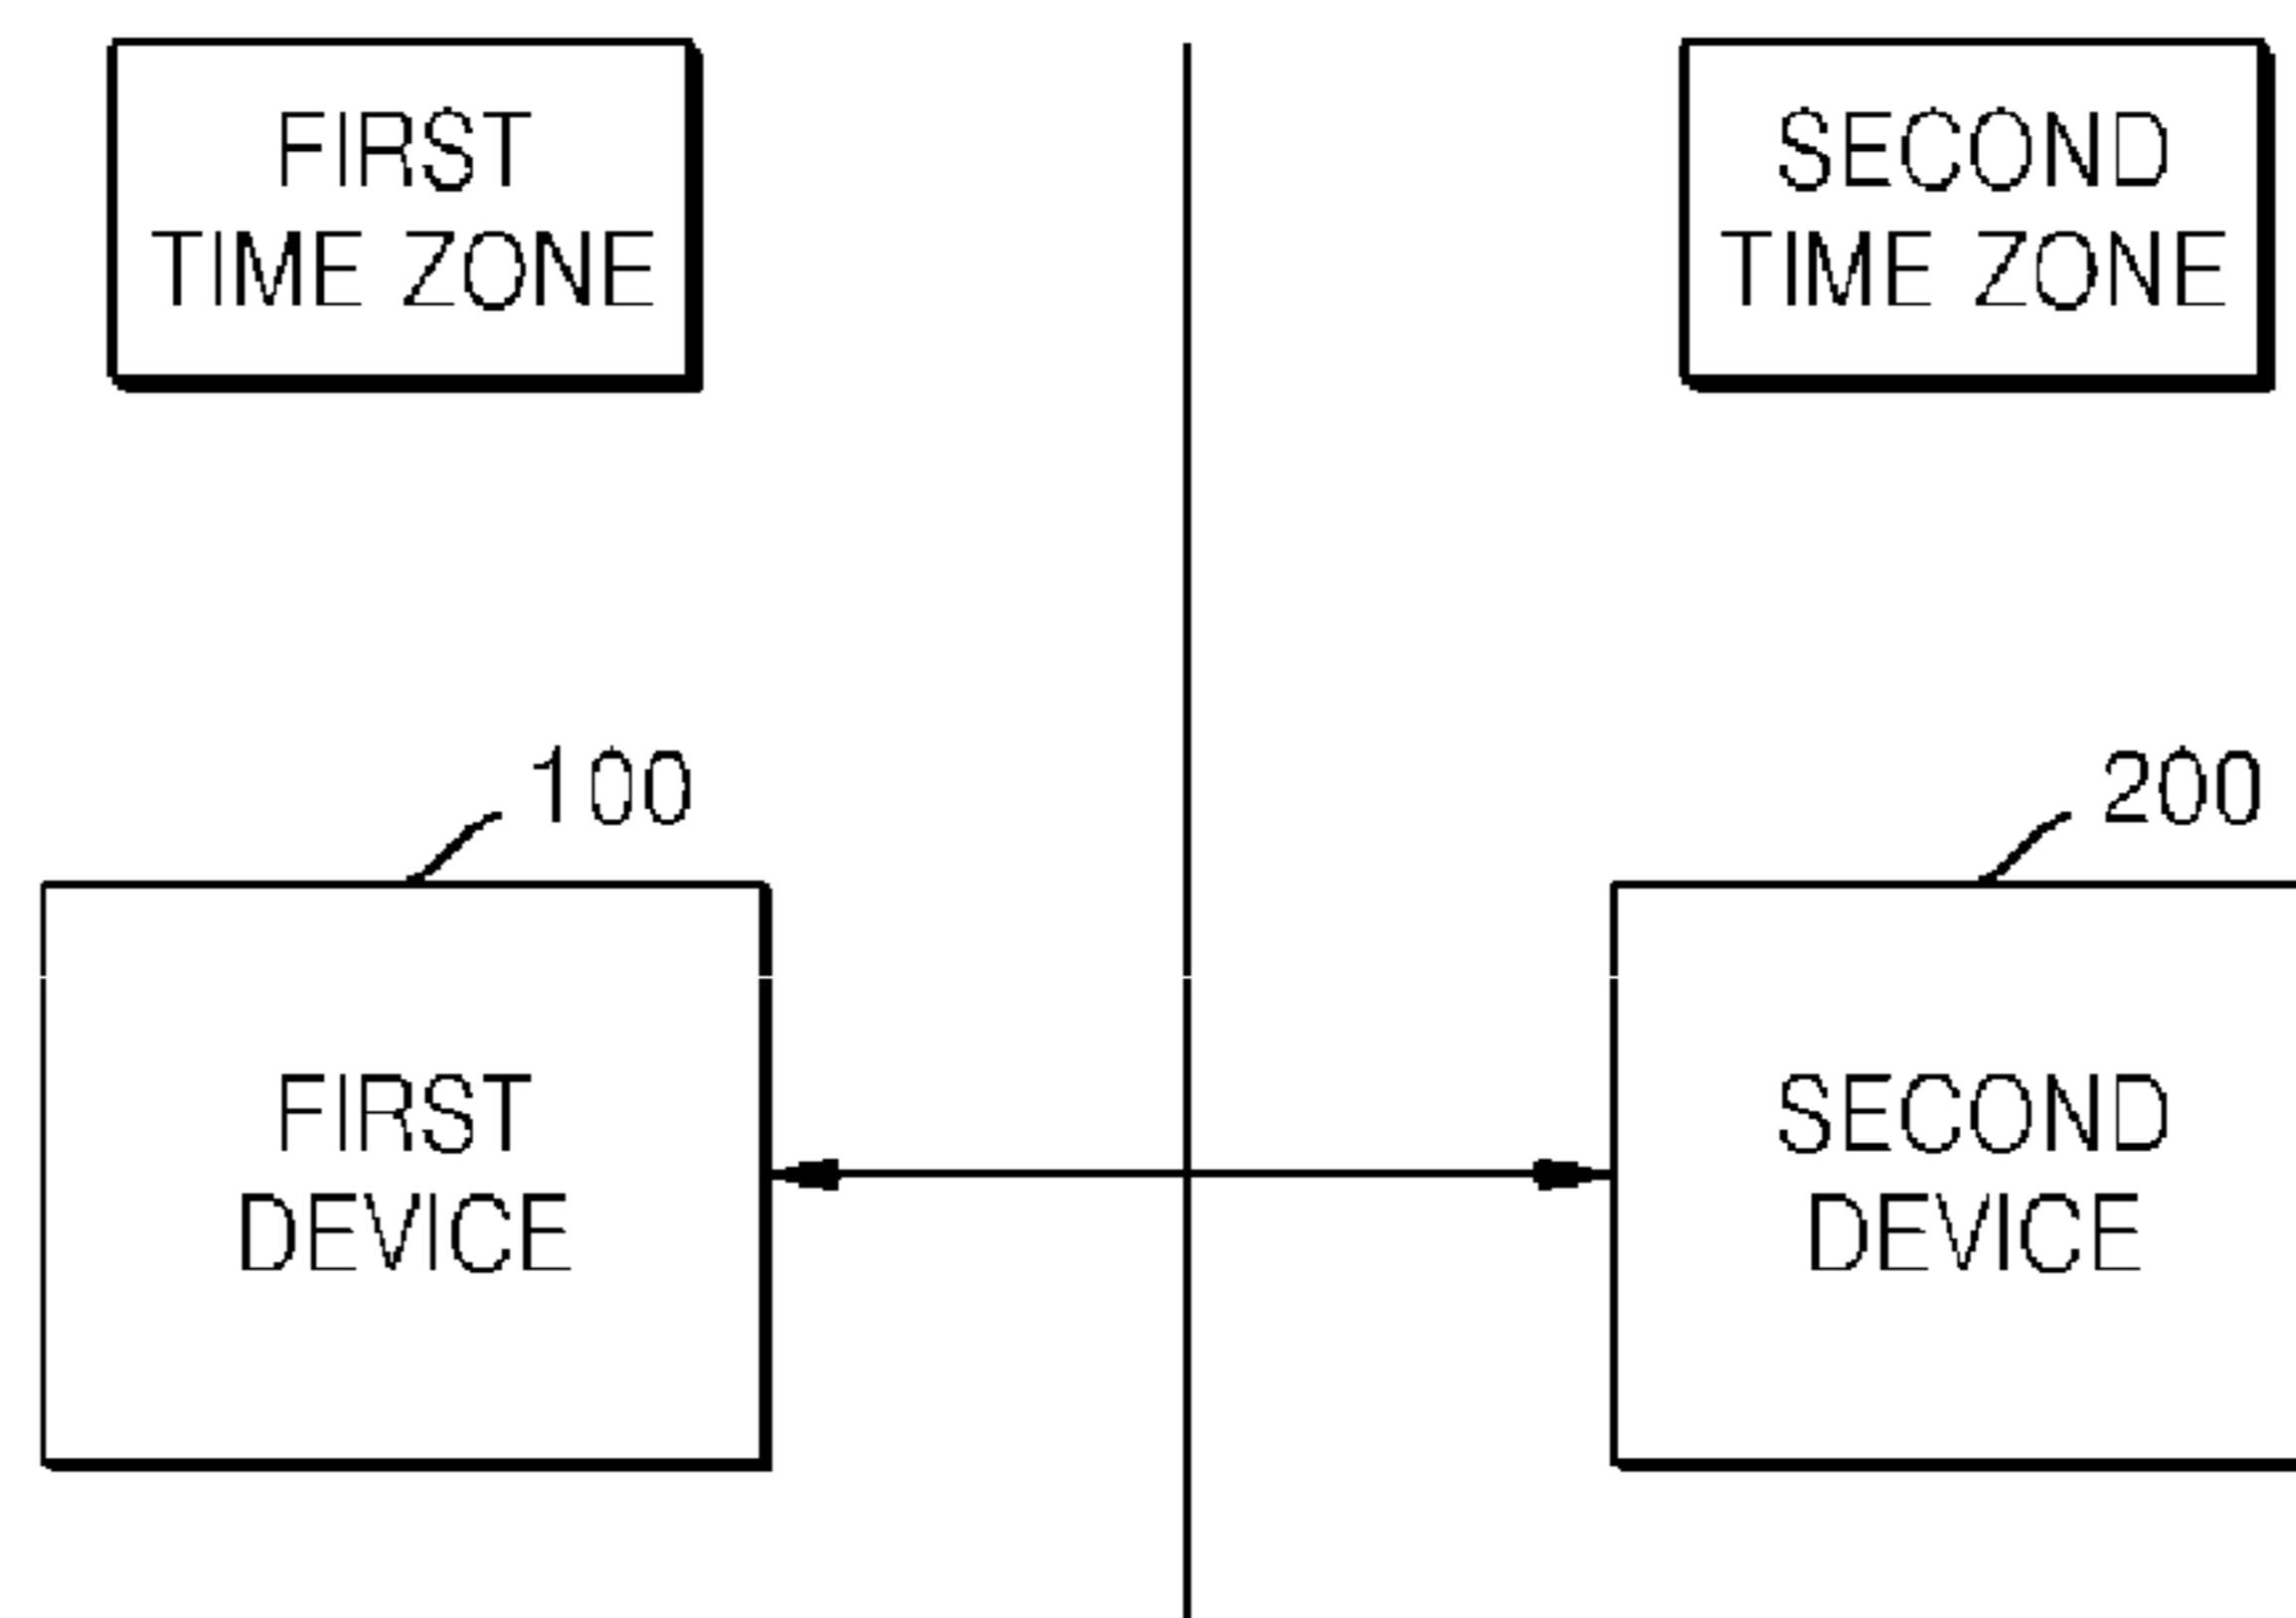 FIRST
TIME ZONE
SECOND
TIME ZONE
100
200
FIRST
DEVICE
SECOND
DEVICE